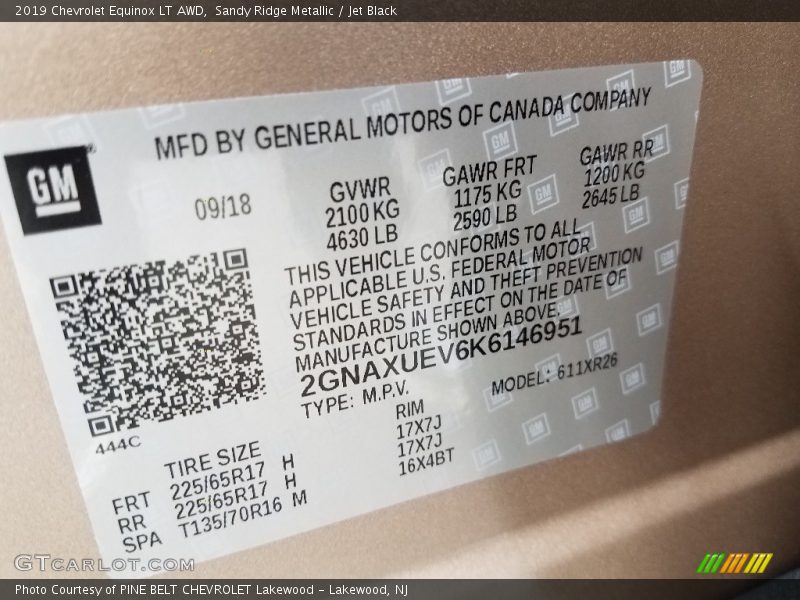 2019 Chevrolet Equinox LT AWD, Sandy Ridge Metallic / Jet Black
MFD BY GENERAL MOTORS OF CANADA COMPANY
GM
09/18
GVWR
2100 KG
4630 LB
GAWR FRT
1175 KG
2590 LB
GAWR RR
1200 KG
2645 LB
THIS VEHICLE CONFORMS TO ALL
APPLICABLE U.S. FEDERAL MOTOR
VEHICLE SAFETY AND THEFT PREVENTION
STANDARDS IN EFFECT ON THE DATE OF
MANUFACTURE SHOWN ABOVE.
2GNAXUEV6K6146951
TYPE: M.P.V.
MODEL: 611XR26
444C
TIRE SIZE
RIM
FRT 225/65R17 H 17X7J
RR 225/65R17 H 17X7J
SPA T135/70R16 M 16X4BT
GTCARLOT.COM
Photo Courtesy of PINE BELT CHEVROLET Lakewood - Lakewood, NJ